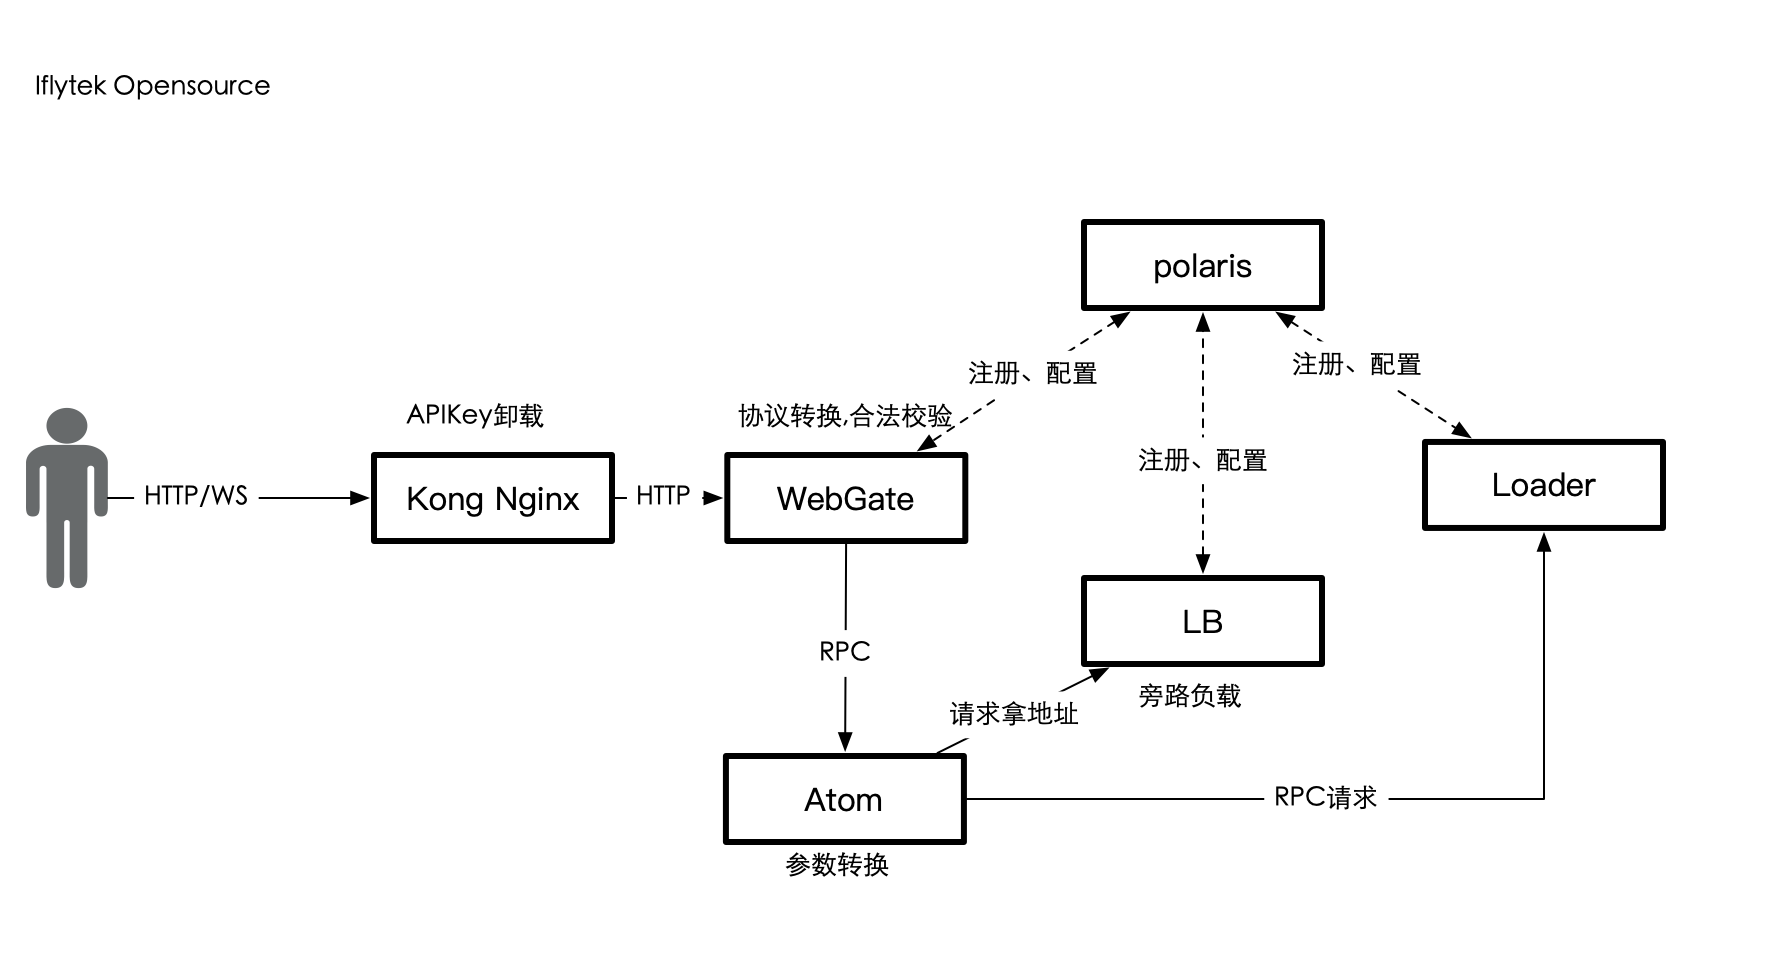 Iflytek Opensource
polaris
注册、配置
注册、配置
APIKey卸载
协议转换,合法校验
注册、配置
HTTP/WS
Kong Nginx
HTTP
WebGate
Loader
RPC
LB
请求拿地址
旁路负载
Atom
RPC请求
参数转换